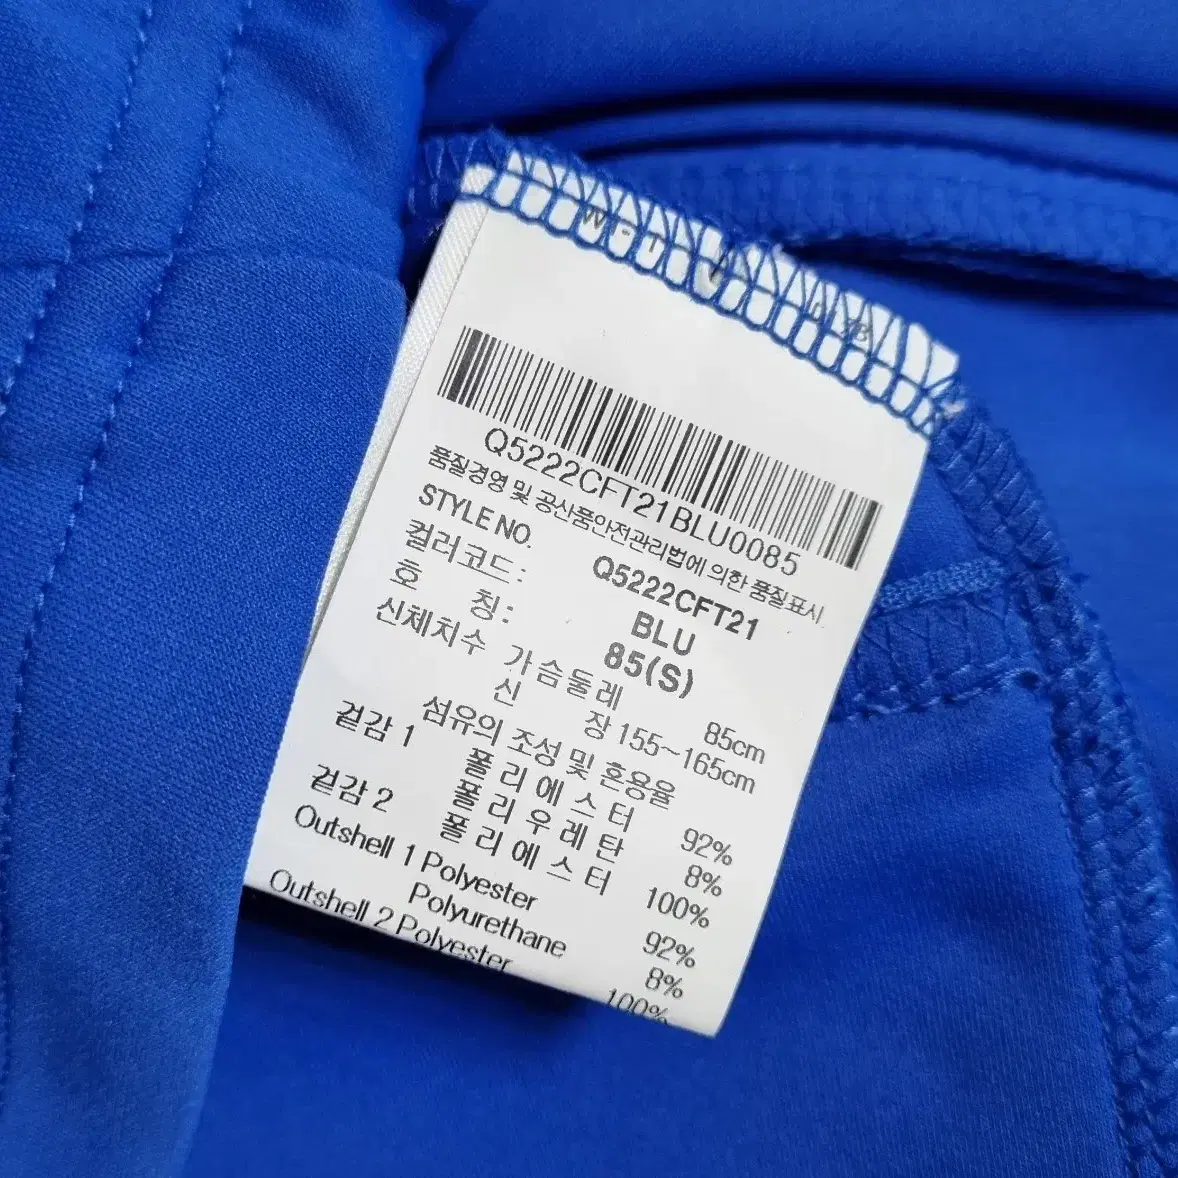 Q5222CFT21BLU0085
품질경영 및 공산품안전관리법에 의한 품질표시
STYLE NO. Q5222CFT21
컬러코드: BLU
호 칭: 85(S)
신체치수 가슴둘레 85cm
신 장 155~165cm
섬유의 조성 및 혼용율
겉감 1 폴리에스터 92%
폴리우레탄 8%
겉감 2 폴리에스터 100%
Outshell 1 Polyester 92%
Polyurethane 8%
Outshell 2 Polyester 100%